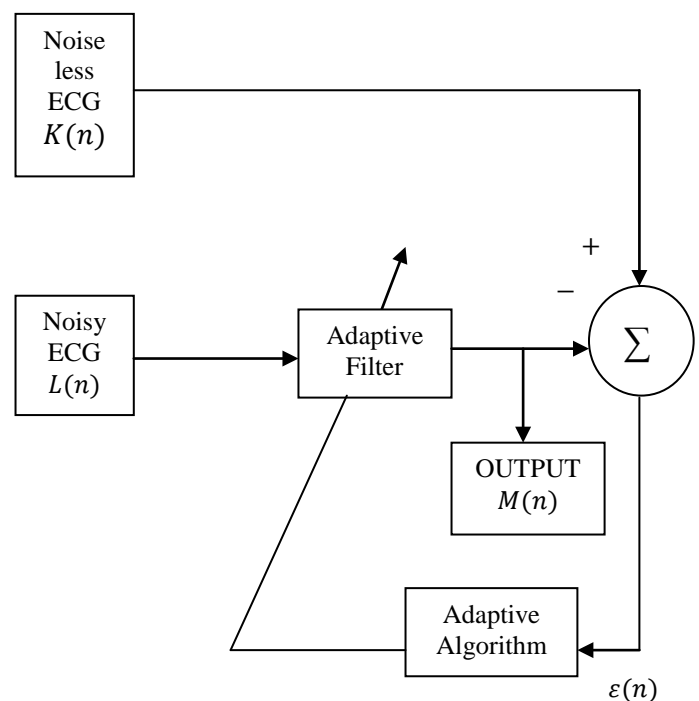 Noise
less
ECG
K(n)
+
−
Noisy
ECG
L(n)
Adaptive
Filter
∑
OUTPUT
M(n)
Adaptive
Algorithm
ε(n)